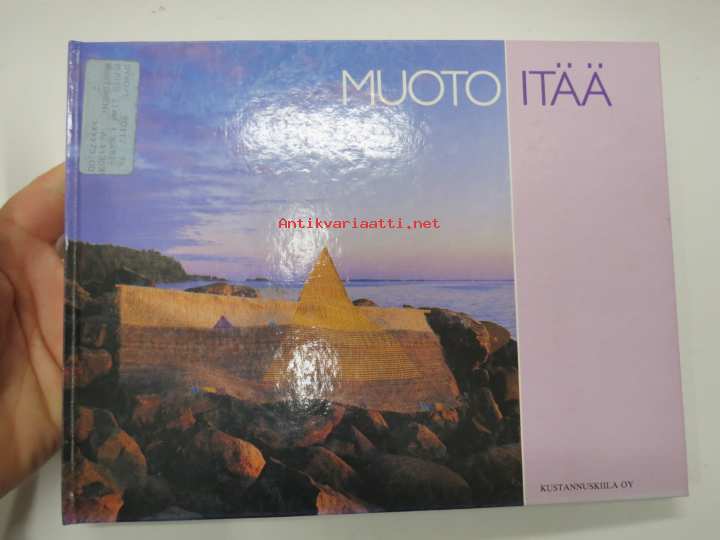 MUOTO ITÄÄ
Antikvariaatti.net
KUSTANNUSKIILA OY